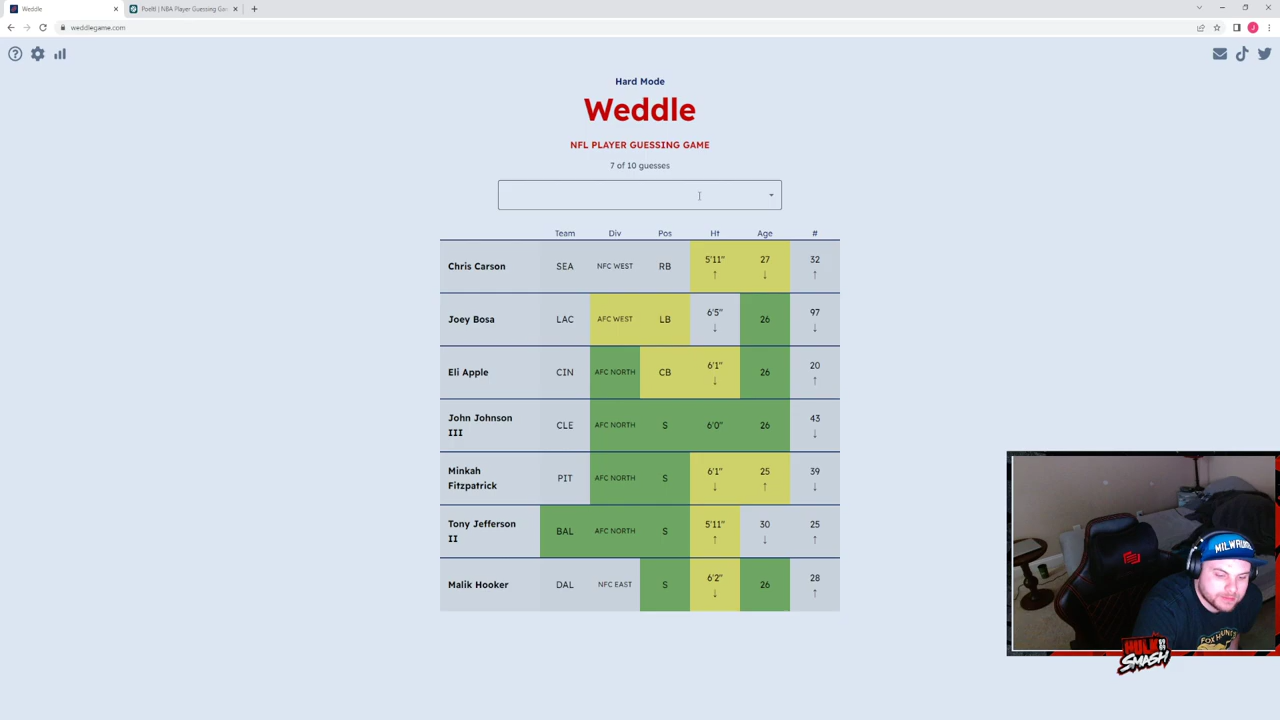 Weddle
Poeltl | NBA Player Guessing Ga
weddlegame.com
J
Hard Mode
Weddle
NFL PLAYER GUESSING GAME
7 of 10 guesses
Team Div Pos Ht Age #
Chris Carson SEA NFC WEST RB 5'11" ↑ 27 ↓ 32 ↑
Joey Bosa LAC AFC WEST LB 6'5" ↓ 26 97 ↓
Eli Apple CIN AFC NORTH CB 6'1" ↓ 26 20 ↑
John Johnson
III CLE AFC NORTH S 6'0" 26 43 ↓
Minkah
Fitzpatrick PIT AFC NORTH S 6'1" ↓ 25 ↑ 39 ↓
Tony Jefferson
II BAL AFC NORTH S 5'11" ↑ 30 ↓ 25 ↑
Malik Hooker DAL NFC EAST S 6'2" ↓ 26 28 ↑
HULK
SMASH